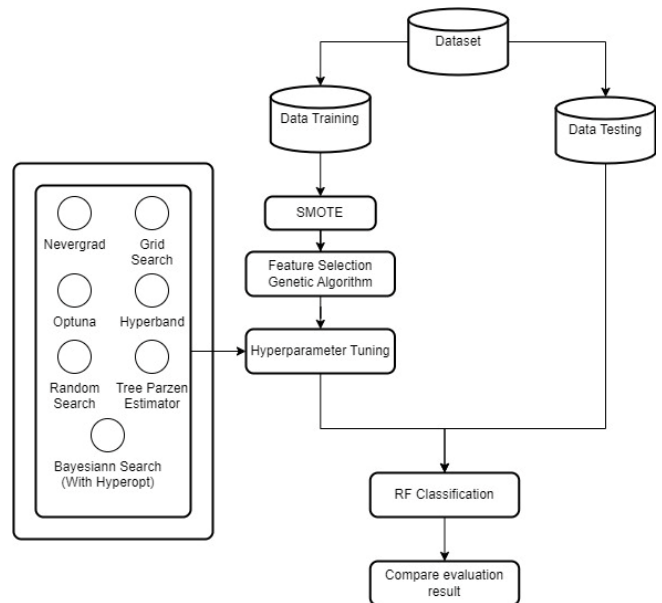 Dataset
Data Training
Data Testing
SMOTE
Feature Selection
Genetic Algorithm
Hyperparameter Tuning
Nevergrad
Grid
Search
Optuna
Hyperband
Random
Search
Tree Parzen
Estimator
Bayesiann Search
(With Hyperopt)
RF Classification
Compare evaluation
result